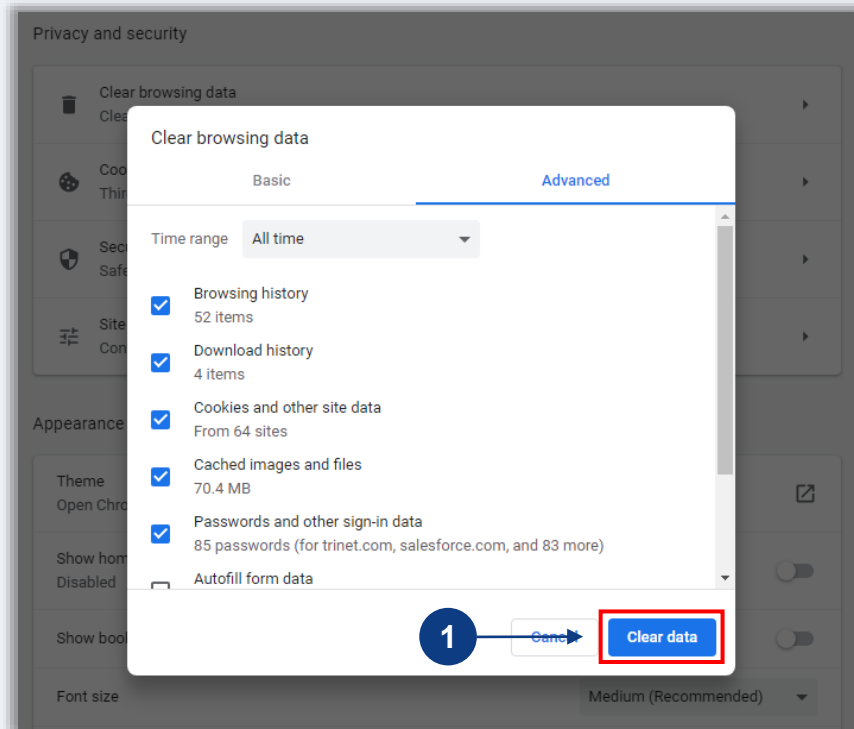 Privacy and security
Clear browsing data
Clea
Clear browsing data
Coo
Thir
Basic
Advanced
Time range
All time
Secu
Safe
Browsing history
52 items
Site
Con
Download history
4 items
Cookies and other site data
From 64 sites
Appearance
Cached images and files
70.4 MB
Theme
Open Chro
Passwords and other sign-in data
85 passwords (for trinet.com, salesforce.com, and 83 more)
Show hom
Disabled
Autofill form data
Show bool
1
Cancel
Clear data
Font size
Medium (Recommended)